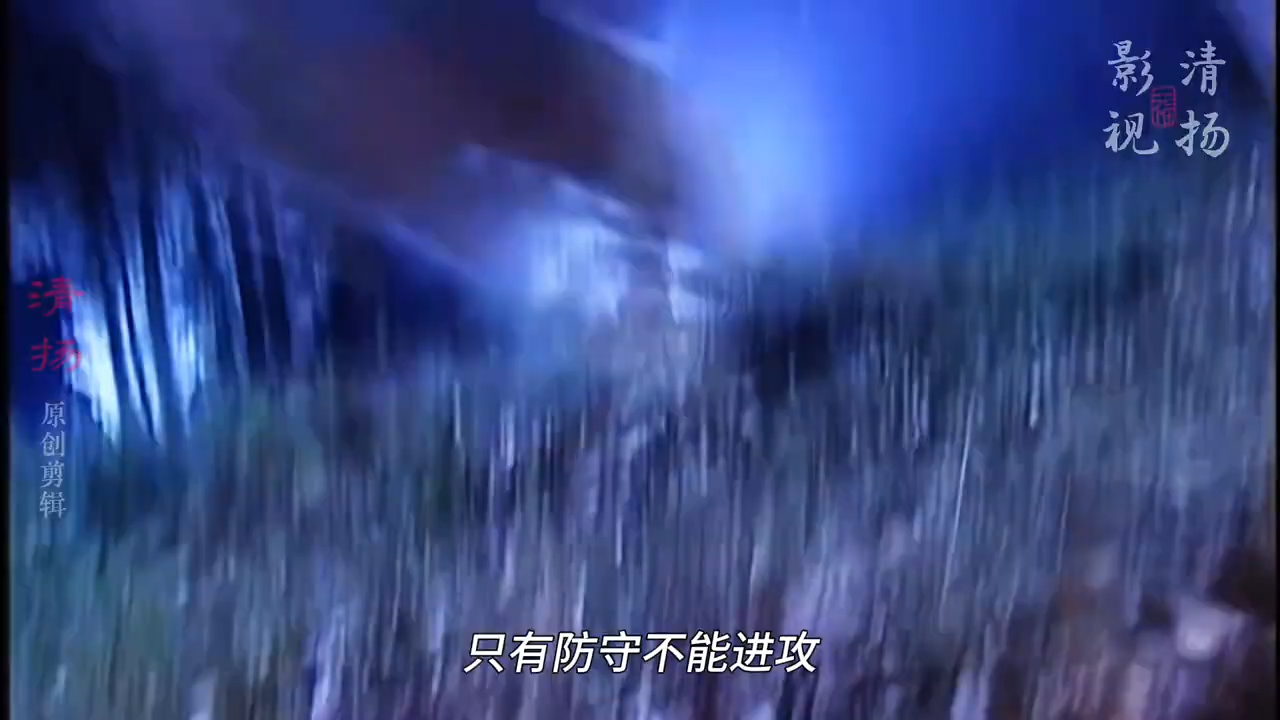 清扬
影视
清扬
原创剪辑
只有防守不能进攻